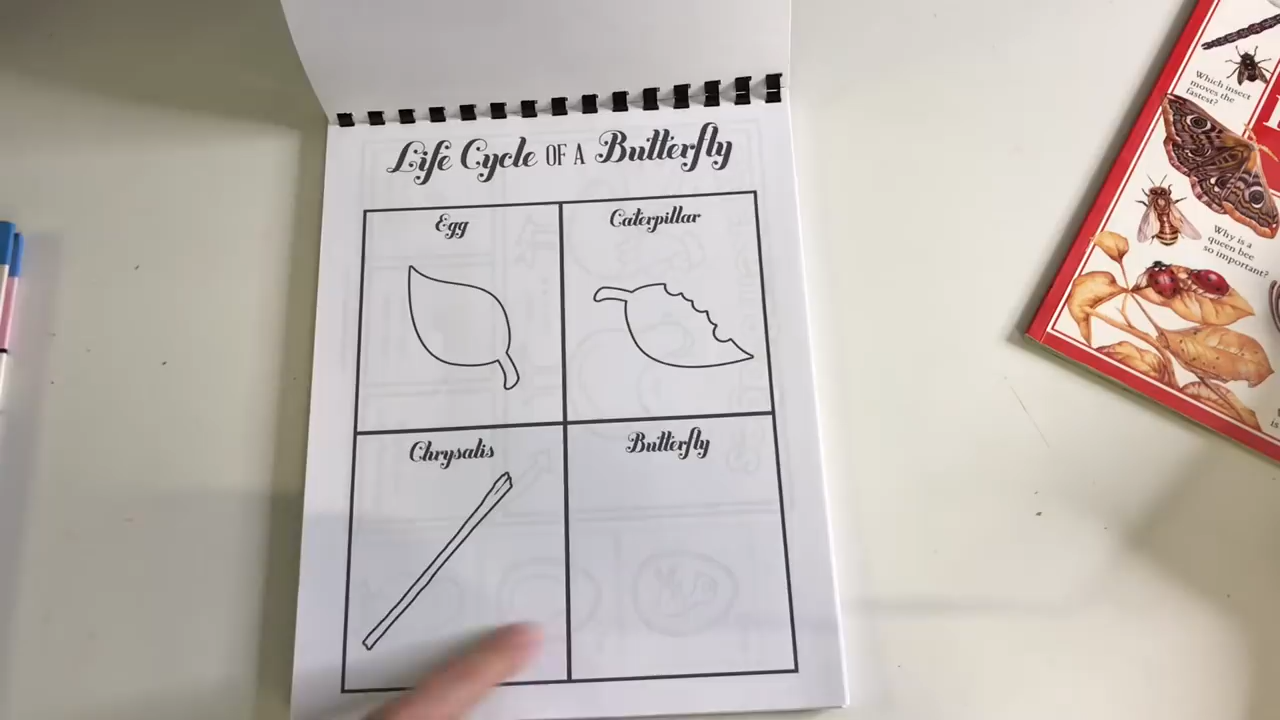 Life Cycle OF A Butterfly
Egg
Caterpillar
Chrysalis
Butterfly
Which insect
moves the
fastest?
Why is a
queen bee
so important?
is